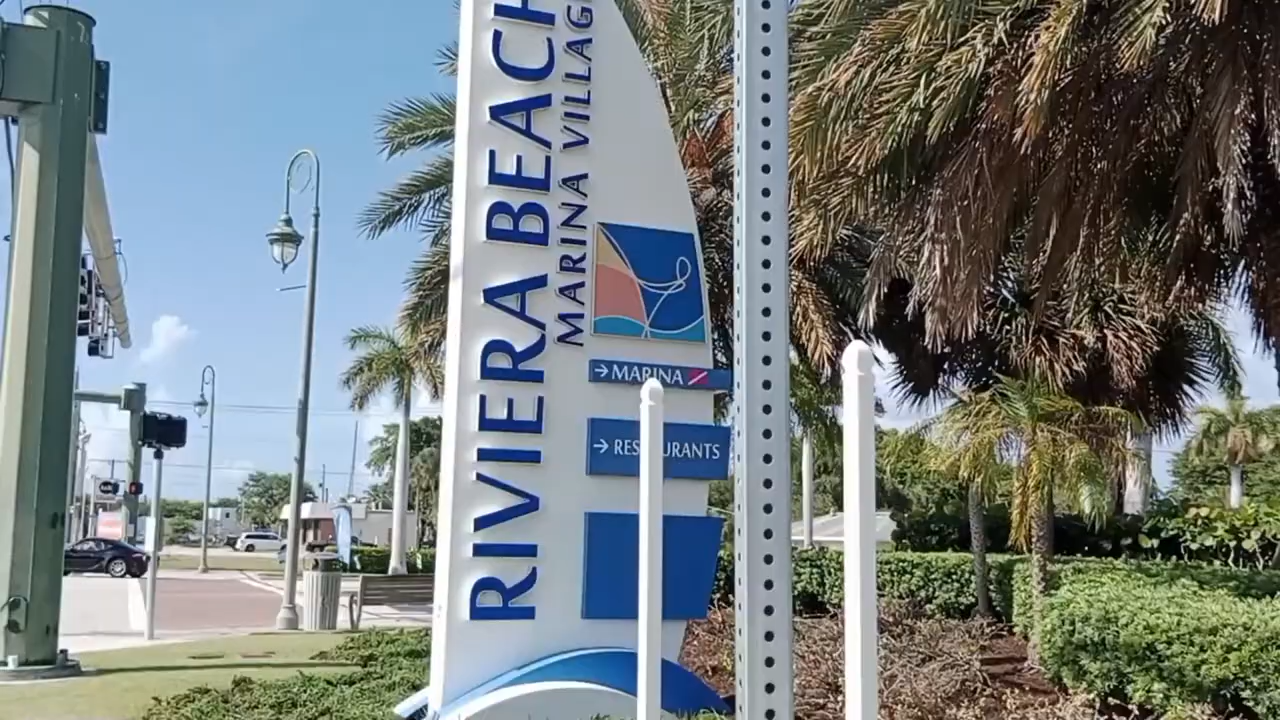 RIVIERA BEACH
MARINA VILLAG
→ MARINA
→ RESTAURANTS